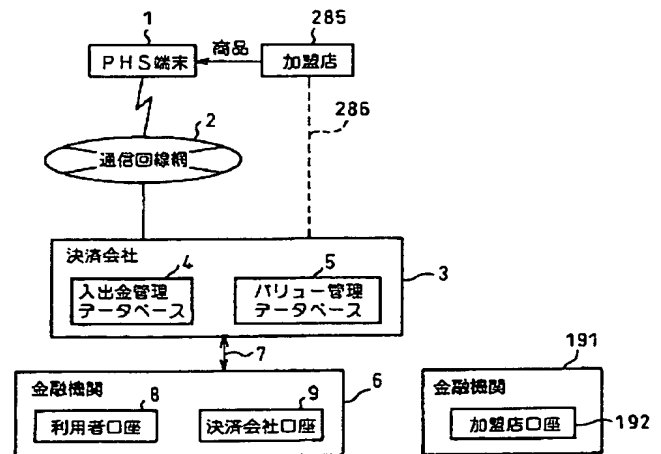 1
285
PHS端末
商品
加盟店
286
2
通信回線網
決済会社
4
5
3
入出金管理
データベース
バリュー管理
データベース
7
191
金融機関
8
9
6
金融機関
利用者口座
決済会社口座
加盟店口座
192